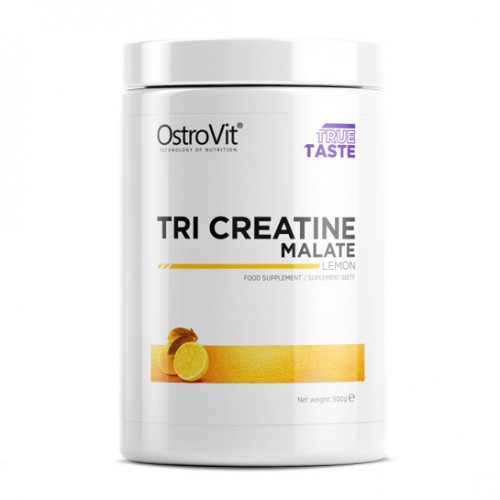 OstroVit®
TECHNOLOGY OF NUTRITION
TRUE
TASTE
TRI CREATINE
MALATE
LEMON
FOOD SUPPLEMENT / SUPLEMENT DIETY
Net weight: 500g ℮